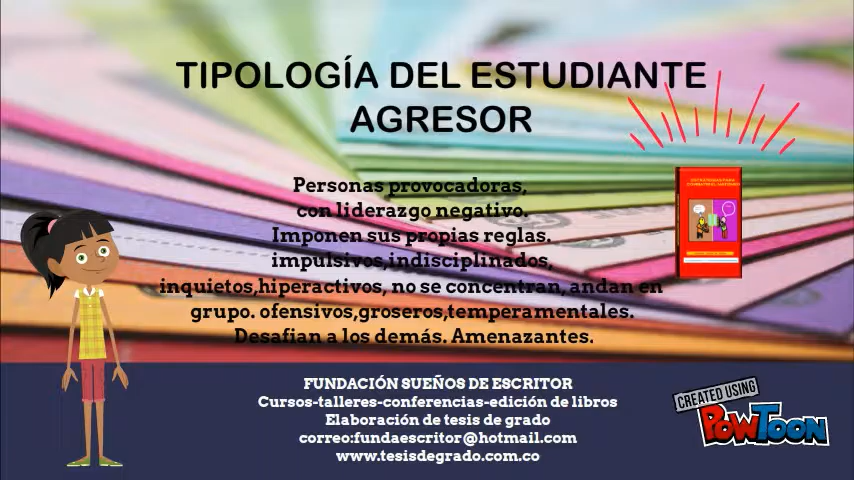 TIPOLOGÍA DEL ESTUDIANTE
AGRESOR
Personas provocadoras,
con liderazgo negativo.
Imponen sus propias reglas.
impulsivos,indisciplinados,
inquietos,hiperactivos, no se concentran, andan en
grupo. ofensivos,groseros,temperamentales.
Desafian a los demás. Amenazantes.
FUNDACIÓN SUEÑOS DE ESCRITOR
Cursos-talleres-conferencias-edición de libros
Elaboración de tesis de grado
correo:fundaescritor@hotmail.com
www.tesisdegrado.com.co
CREATED USING
POWTOON